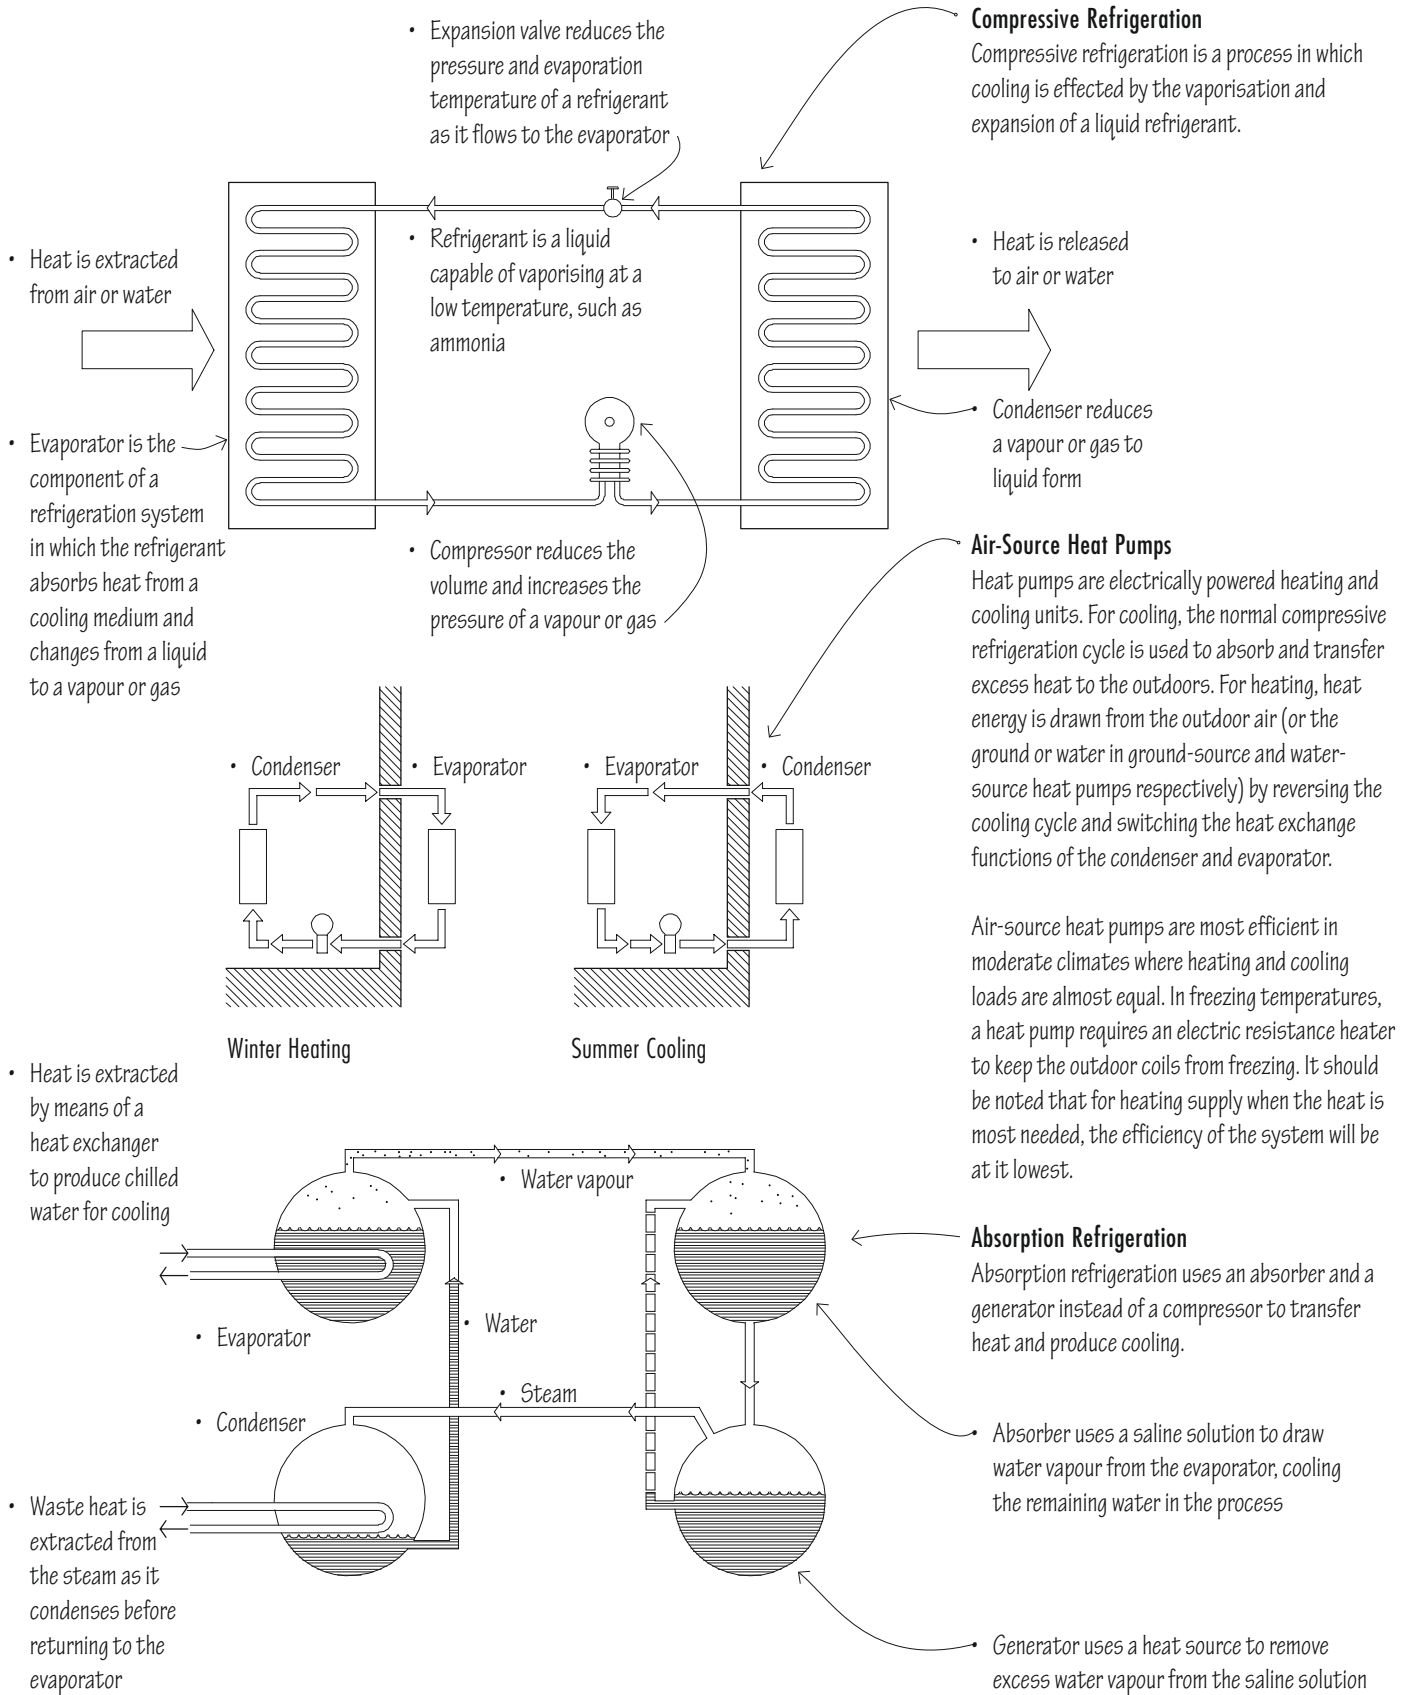 • Expansion valve reduces the
pressure and evaporation
temperature of a refrigerant
as it flows to the evaporator
Compressive Refrigeration
Compressive refrigeration is a process in which
cooling is effected by the vaporisation and
expansion of a liquid refrigerant.
• Heat is extracted
from air or water
• Refrigerant is a liquid
capable of vaporising at a
low temperature, such as
ammonia
• Heat is released
to air or water
• Evaporator is the
component of a
refrigeration system
in which the refrigerant
absorbs heat from a
cooling medium and
changes from a liquid
to a vapour or gas
• Condenser reduces
a vapour or gas to
liquid form
• Compressor reduces the
volume and increases the
pressure of a vapour or gas
Air-Source Heat Pumps
Heat pumps are electrically powered heating and
cooling units. For cooling, the normal compressive
refrigeration cycle is used to absorb and transfer
excess heat to the outdoors. For heating, heat
energy is drawn from the outdoor air (or the
ground or water in ground-source and water-
source heat pumps respectively) by reversing the
cooling cycle and switching the heat exchange
functions of the condenser and evaporator.
Air-source heat pumps are most efficient in
moderate climates where heating and cooling
loads are almost equal. In freezing temperatures,
a heat pump requires an electric resistance heater
to keep the outdoor coils from freezing. It should
be noted that for heating supply when the heat is
most needed, the efficiency of the system will be
at it lowest.
• Condenser
• Evaporator
• Evaporator
• Condenser
Winter Heating
Summer Cooling
• Heat is extracted
by means of a
heat exchanger
to produce chilled
water for cooling
• Water vapour
• Evaporator
• Water
• Steam
• Condenser
• Waste heat is
extracted from
the steam as it
condenses before
returning to the
evaporator
Absorption Refrigeration
Absorption refrigeration uses an absorber and a
generator instead of a compressor to transfer
heat and produce cooling.
• Absorber uses a saline solution to draw
water vapour from the evaporator, cooling
the remaining water in the process
• Generator uses a heat source to remove
excess water vapour from the saline solution